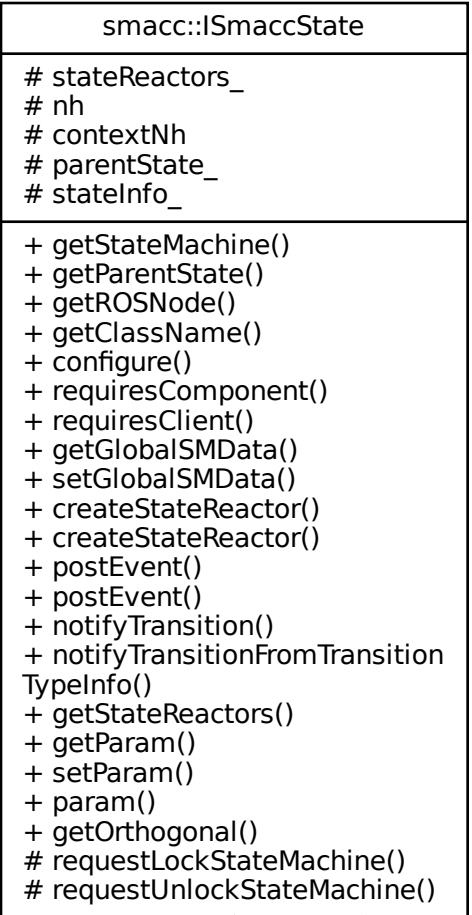 smacc::ISmaccState
# stateReactors_
# nh
# contextNh
# parentState_
# stateInfo_
+ getStateMachine()
+ getParentState()
+ getROSNode()
+ getClassName()
+ configure()
+ requiresComponent()
+ requiresClient()
+ getGlobalSMData()
+ setGlobalSMData()
+ createStateReactor()
+ createStateReactor()
+ postEvent()
+ postEvent()
+ notifyTransition()
+ notifyTransitionFromTransition
TypeInfo()
+ getStateReactors()
+ getParam()
+ setParam()
+ param()
+ getOrthogonal()
# requestLockStateMachine()
# requestUnlockStateMachine()